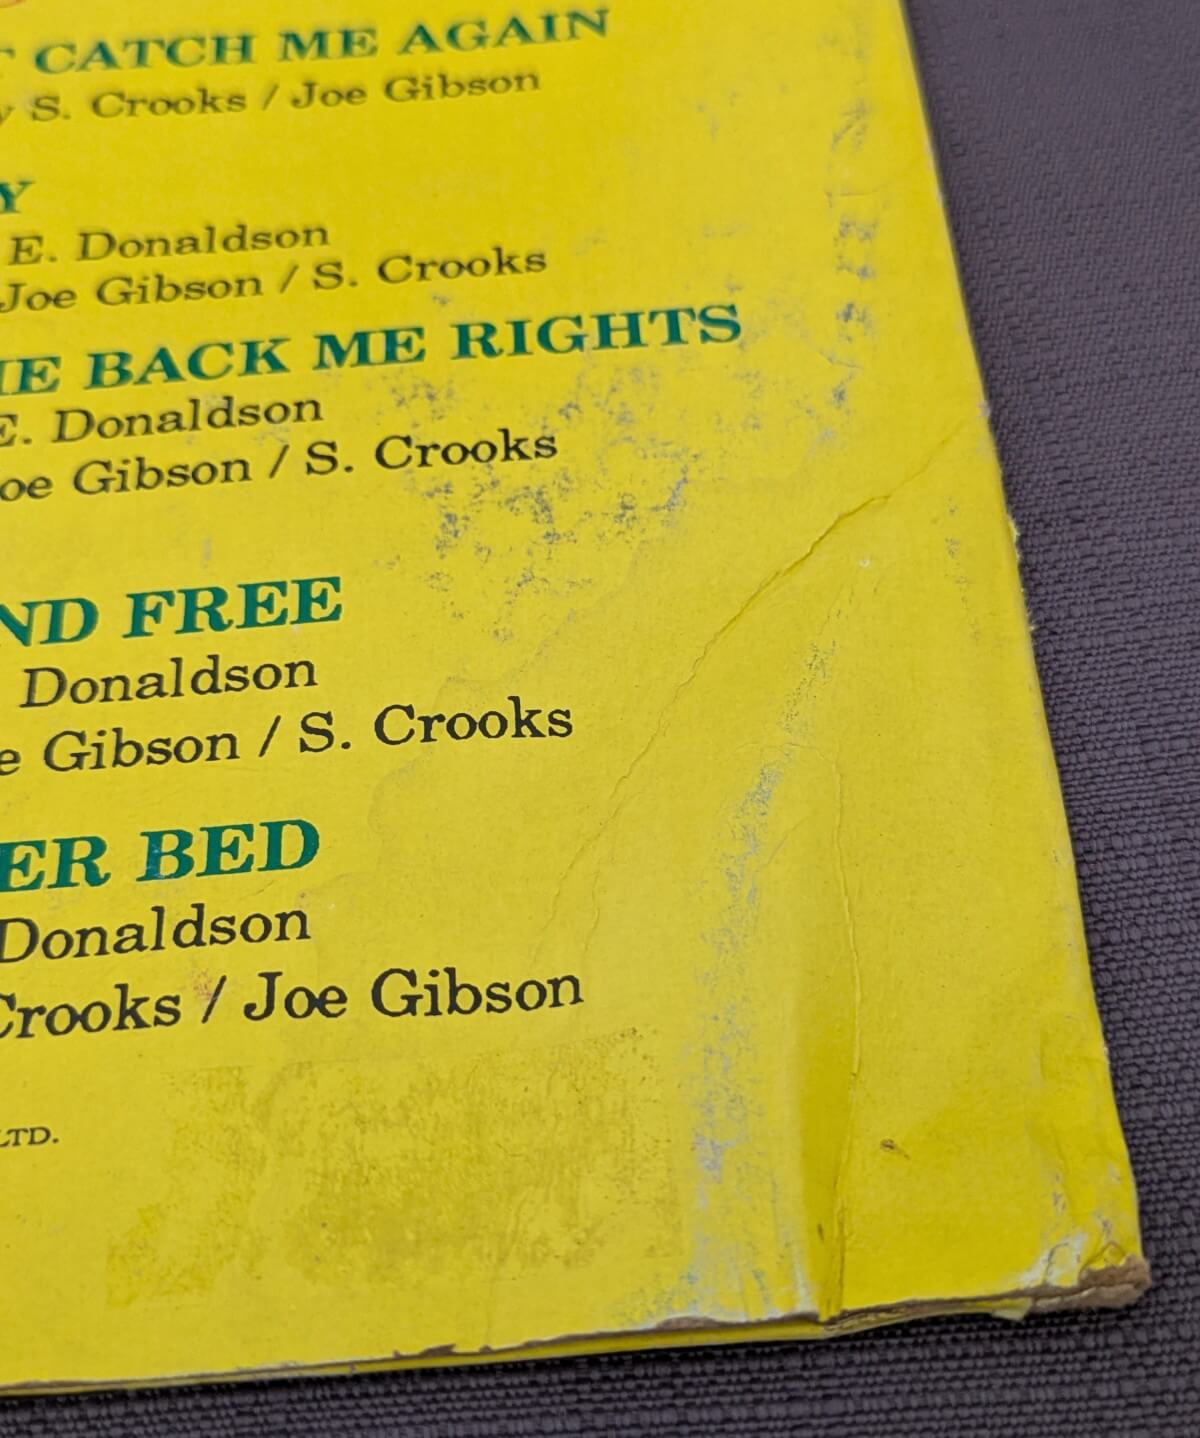 CATCH ME AGAIN
S. Crooks / Joe Gibson
Y
E. Donaldson
Joe Gibson / S. Crooks
BACK ME RIGHTS
E. Donaldson
oe Gibson / S. Crooks
ND FREE
Donaldson
e Gibson / S. Crooks
ER BED
Donaldson
Crooks / Joe Gibson
LTD.